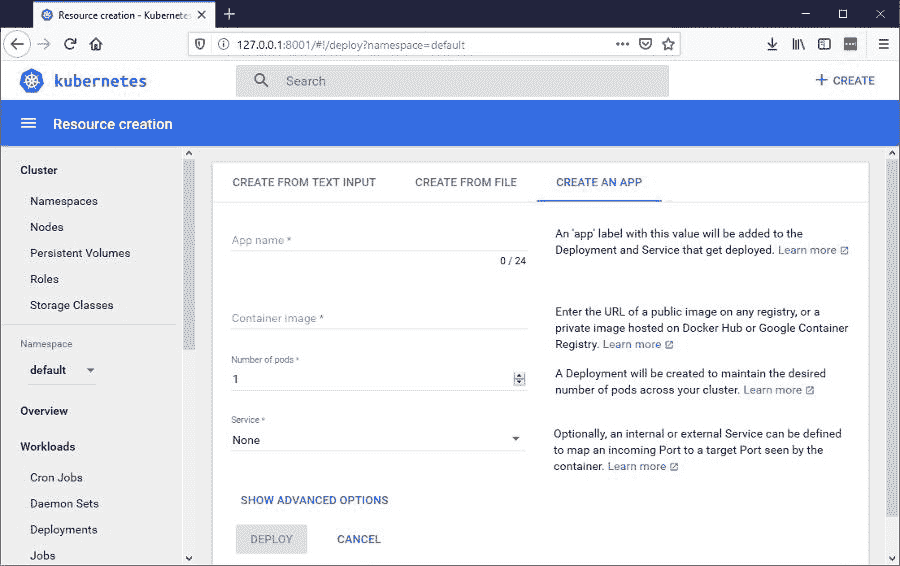 Resource creation - Kubernetes
127.0.0.1:8001/#!/deploy?namespace=default
kubernetes
Search
+ CREATE
Resource creation
Cluster
Namespaces
Nodes
Persistent Volumes
Roles
Storage Classes
Namespace
default
Overview
Workloads
Cron Jobs
Daemon Sets
Deployments
Jobs
CREATE FROM TEXT INPUT
CREATE FROM FILE
CREATE AN APP
App name *
0 / 24
An 'app' label with this value will be added to the
Deployment and Service that get deployed. Learn more
Container image *
Enter the URL of a public image on any registry, or a
private image hosted on Docker Hub or Google Container
Registry. Learn more
Number of pods *
1
A Deployment will be created to maintain the desired
number of pods across your cluster. Learn more
Service *
None
Optionally, an internal or external Service can be defined
to map an incoming Port to a target Port seen by the
container. Learn more
SHOW ADVANCED OPTIONS
DEPLOY
CANCEL